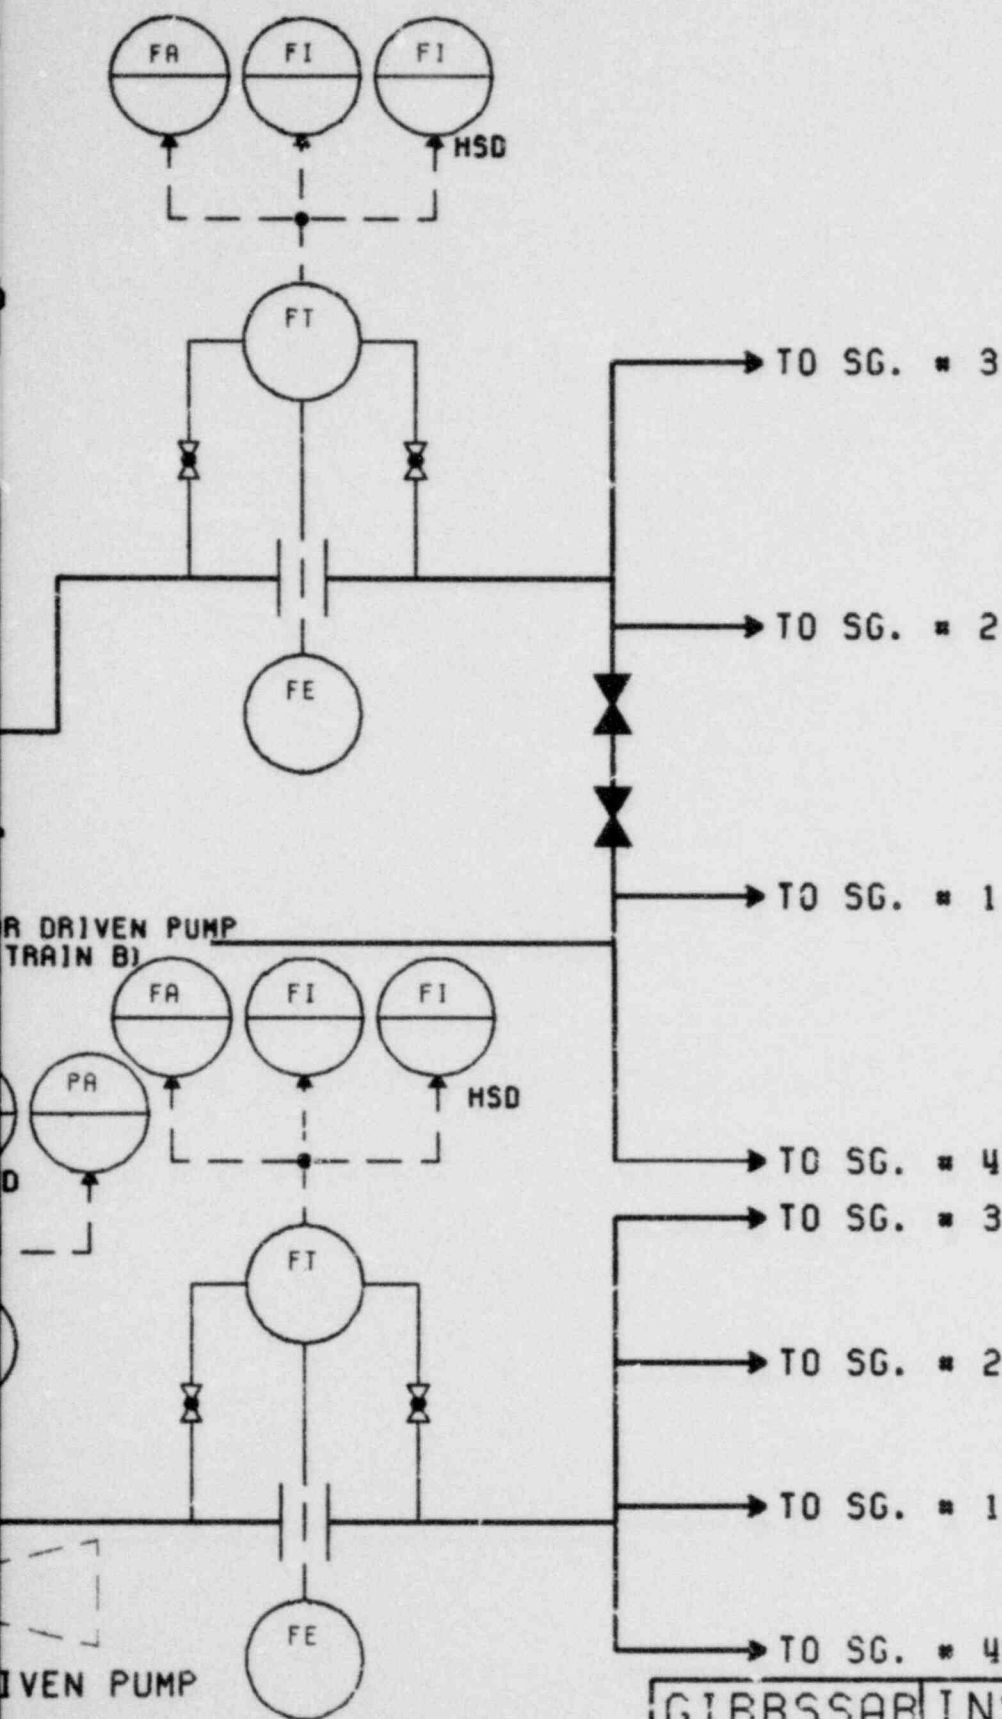 FA FI FI
HSD
FT
TO SG. # 3
TO SG. # 2
FE
TO SG. # 1
R DRIVEN PUMP
TRAIN B)
FA FI FI
PA
HSD
D
TO SG. # 4
TO SG. # 3
FT
TO SG. # 2
TO SG. # 1
FE
TO SG. # 4
IVEN PUMP
GIBBSSAR IN